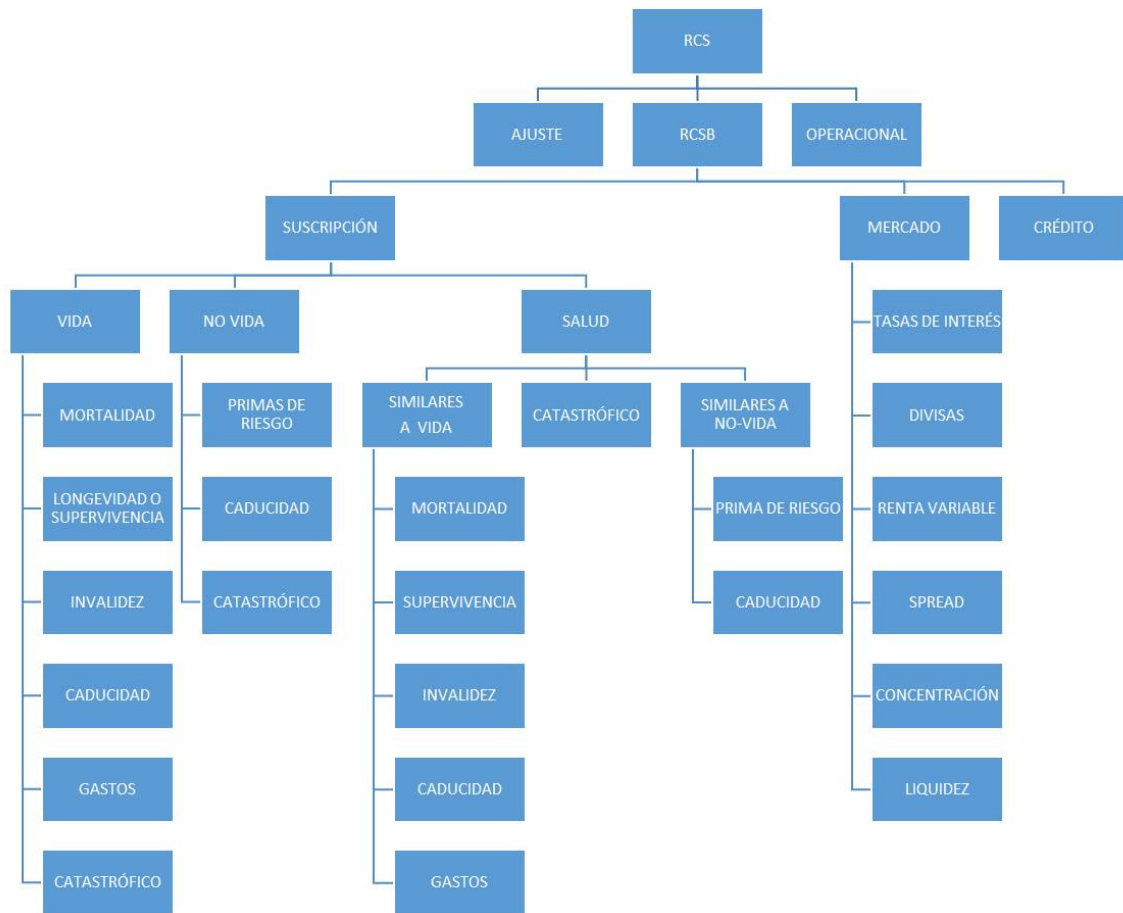 RCS
AJUSTE
RCSB
OPERACIONAL
SUSCRIPCIÓN
MERCADO
CRÉDITO
VIDA
NO VIDA
SALUD
TASAS DE INTERÉS
MORTALIDAD
PRIMAS DE
RIESGO
SIMILARES
A VIDA
CATASTRÓFICO
SIMILARES A
NO-VIDA
DIVISAS
LONGEVIDAD O
SUPERVIVENCIA
CADUCIDAD
MORTALIDAD
PRIMA DE RIESGO
RENTA VARIABLE
INVALIDEZ
CATASTRÓFICO
SUPERVIVENCIA
CADUCIDAD
SPREAD
CADUCIDAD
INVALIDEZ
CONCENTRACIÓN
GASTOS
CADUCIDAD
LIQUIDEZ
CATASTRÓFICO
GASTOS